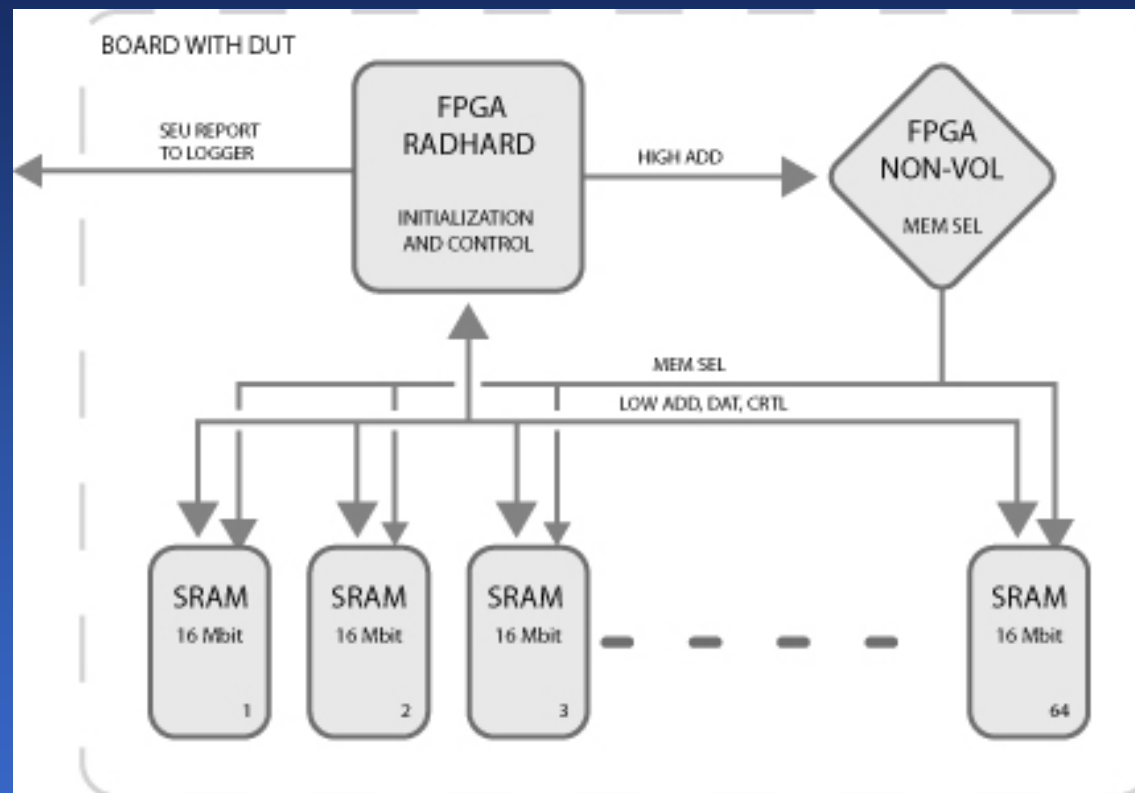 BOARD WITH DUT
SEU REPORT
TO LOGGER
FPGA
RADHARD
INITIALIZATION
AND CONTROL
HIGH ADD
FPGA
NON-VOL
MEM SEL
MEM SEL
LOW ADD, DAT, CRTL
SRAM
16 Mbit
1
SRAM
16 Mbit
2
SRAM
16 Mbit
3
SRAM
16 Mbit
64